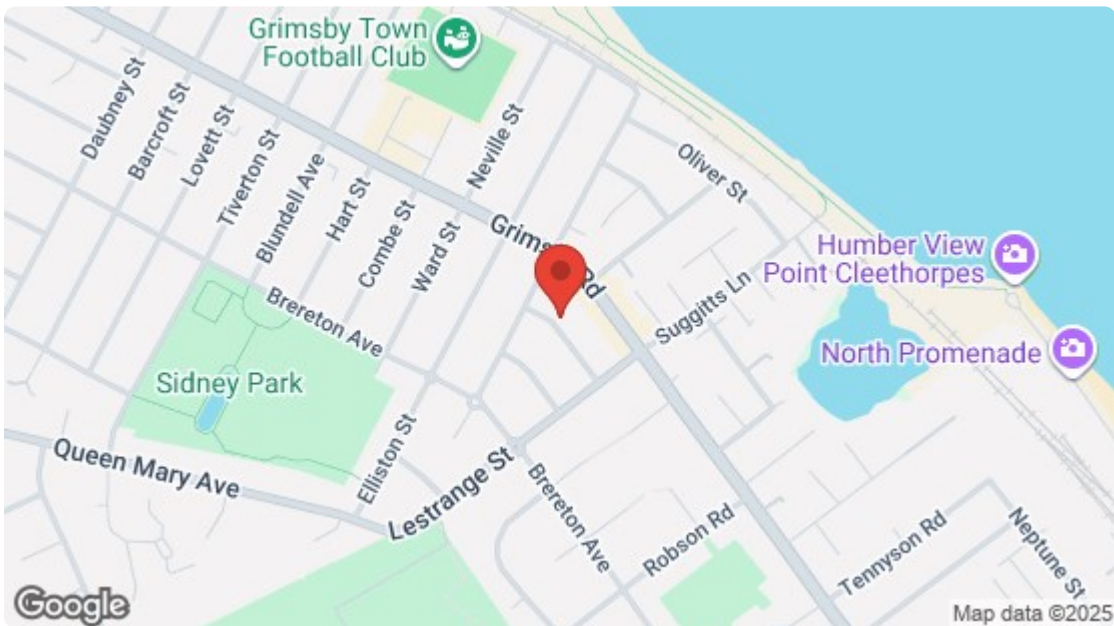 Grimsby Town
Football Club
Daubney St
Barcroft St
Lovett St
Tiverton St
Blundell Ave
Hart St
Combe St
Ward St
Neville St
Oliver St
Grims
Rd
Humber View
Point Cleethorpes
Suggitts Ln
North Promenade
Brereton Ave
Sidney Park
Queen Mary Ave
Elliston St
Lestrange St
Brereton Ave
Robson Rd
Tennyson Rd
Neptune St
Google
Map data ©2025